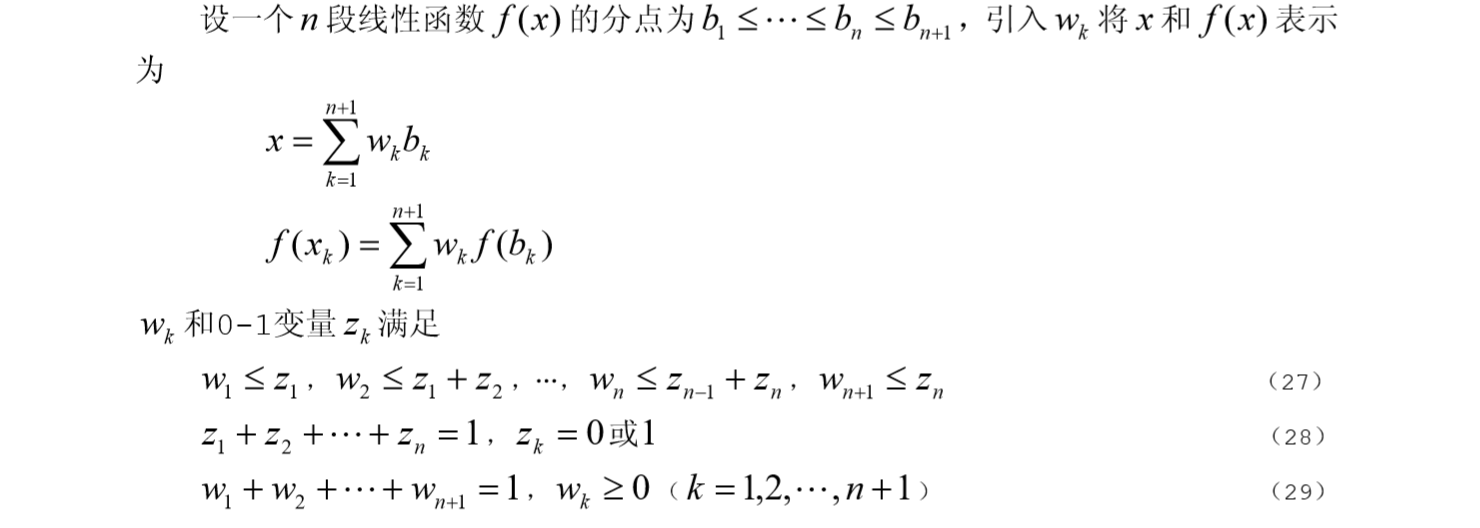 设一个 n 段线性函数 f(x) 的分点为 b₁ ≤ ⋯ ≤ bₙ ≤ bₙ₊₁，引入 wₖ 将 x 和 f(x) 表示
为
x = ∑_{k=1}^{n+1} wₖbₖ
f(xₖ) = ∑_{k=1}^{n+1} wₖ f(bₖ)
wₖ 和0-1变量 zₖ 满足
w₁ ≤ z₁，w₂ ≤ z₁ + z₂，⋯，wₙ ≤ zₙ₋₁ + zₙ，wₙ₊₁ ≤ zₙ （27）
z₁ + z₂ + ⋯ + zₙ = 1，zₖ = 0或1 （28）
w₁ + w₂ + ⋯ + wₙ₊₁ = 1，wₖ ≥ 0（k = 1,2,⋯,n+1） （29）